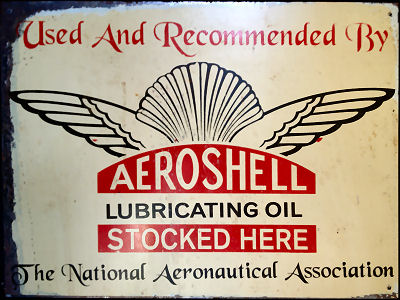 Used And Recommended By
AEROSHELL
LUBRICATING OIL
STOCKED HERE
The National Aeronautical Association